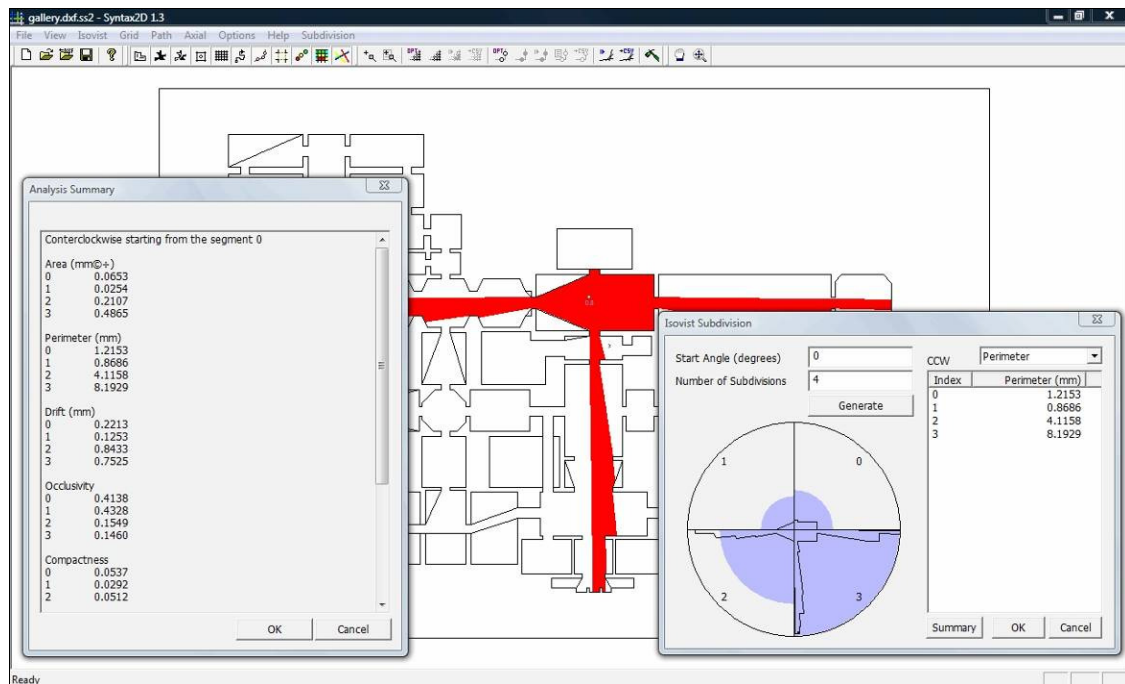 gallery.dxf.ss2 - Syntax2D 1.3
File View Isovist Grid Path Axial Options Help Subdivision
Analysis Summary
Conterclockwise starting from the segment 0
Area (mm©÷)
0 0.0653
1 0.0254
2 0.2107
3 0.4865
Perimeter (mm)
0 1.2153
1 0.8686
2 4.1158
3 8.1929
Drift (mm)
0 0.2213
1 0.1253
2 0.8433
3 0.7525
Occlusivity
0 0.4138
1 0.4328
2 0.1549
3 0.1460
Compactness
0 0.0537
1 0.0292
2 0.0512
OK Cancel
Isovist Subdivision
Start Angle (degrees) 0
Number of Subdivisions 4
Generate
CCW Perimeter
Index Perimeter (mm)
0 1.2153
1 0.8686
2 4.1158
3 8.1929
1 0
2 3
Summary OK Cancel
Ready